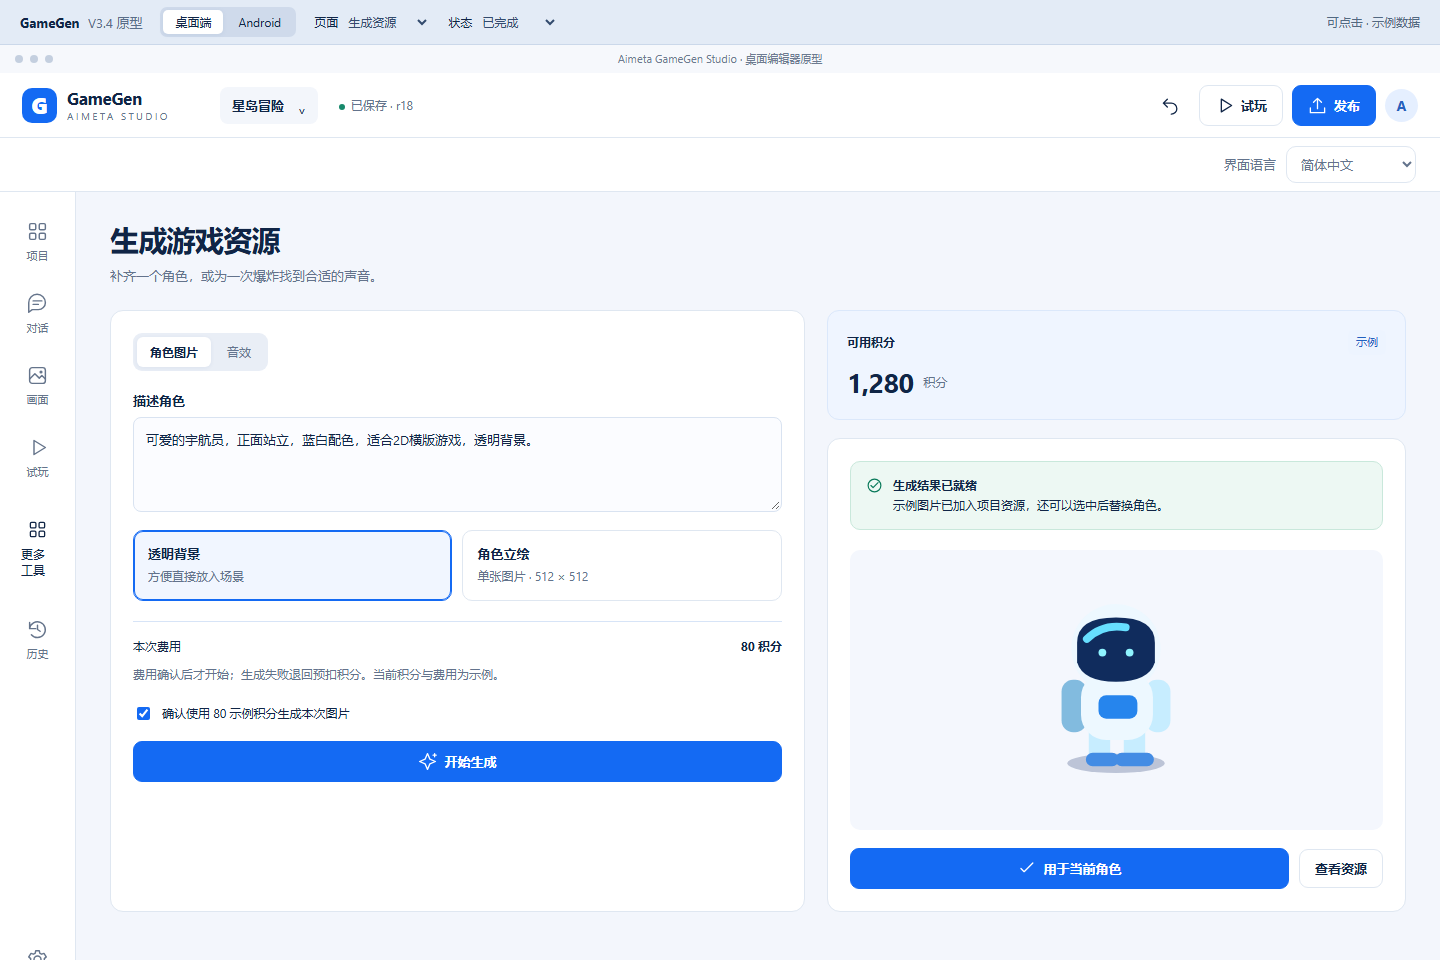 GameGen V3.4 原型 桌面端 Android 页面 生成资源 状态 已完成 可点击 · 示例数据
Aimeta GameGen Studio · 桌面编辑器原型
G GameGen
AIMETA STUDIO
星岛冒险 已保存 · r18 试玩 发布 A
界面语言 简体中文
项目
对话
画面
试玩
更多
工具
历史
生成游戏资源
补齐一个角色，或为一次爆炸找到合适的声音。
角色图片 音效
描述角色
可爱的宇航员，正面站立，蓝白配色，适合2D横版游戏，透明背景。
透明背景
方便直接放入场景
角色立绘
单张图片 · 512 × 512
本次费用 80 积分
费用确认后才开始；生成失败退回预扣积分。当前积分与费用为示例。
确认使用 80 示例积分生成本次图片
开始生成
可用积分 示例
1,280 积分
生成结果已就绪
示例图片已加入项目资源，还可以选中后替换角色。
用于当前角色 查看资源